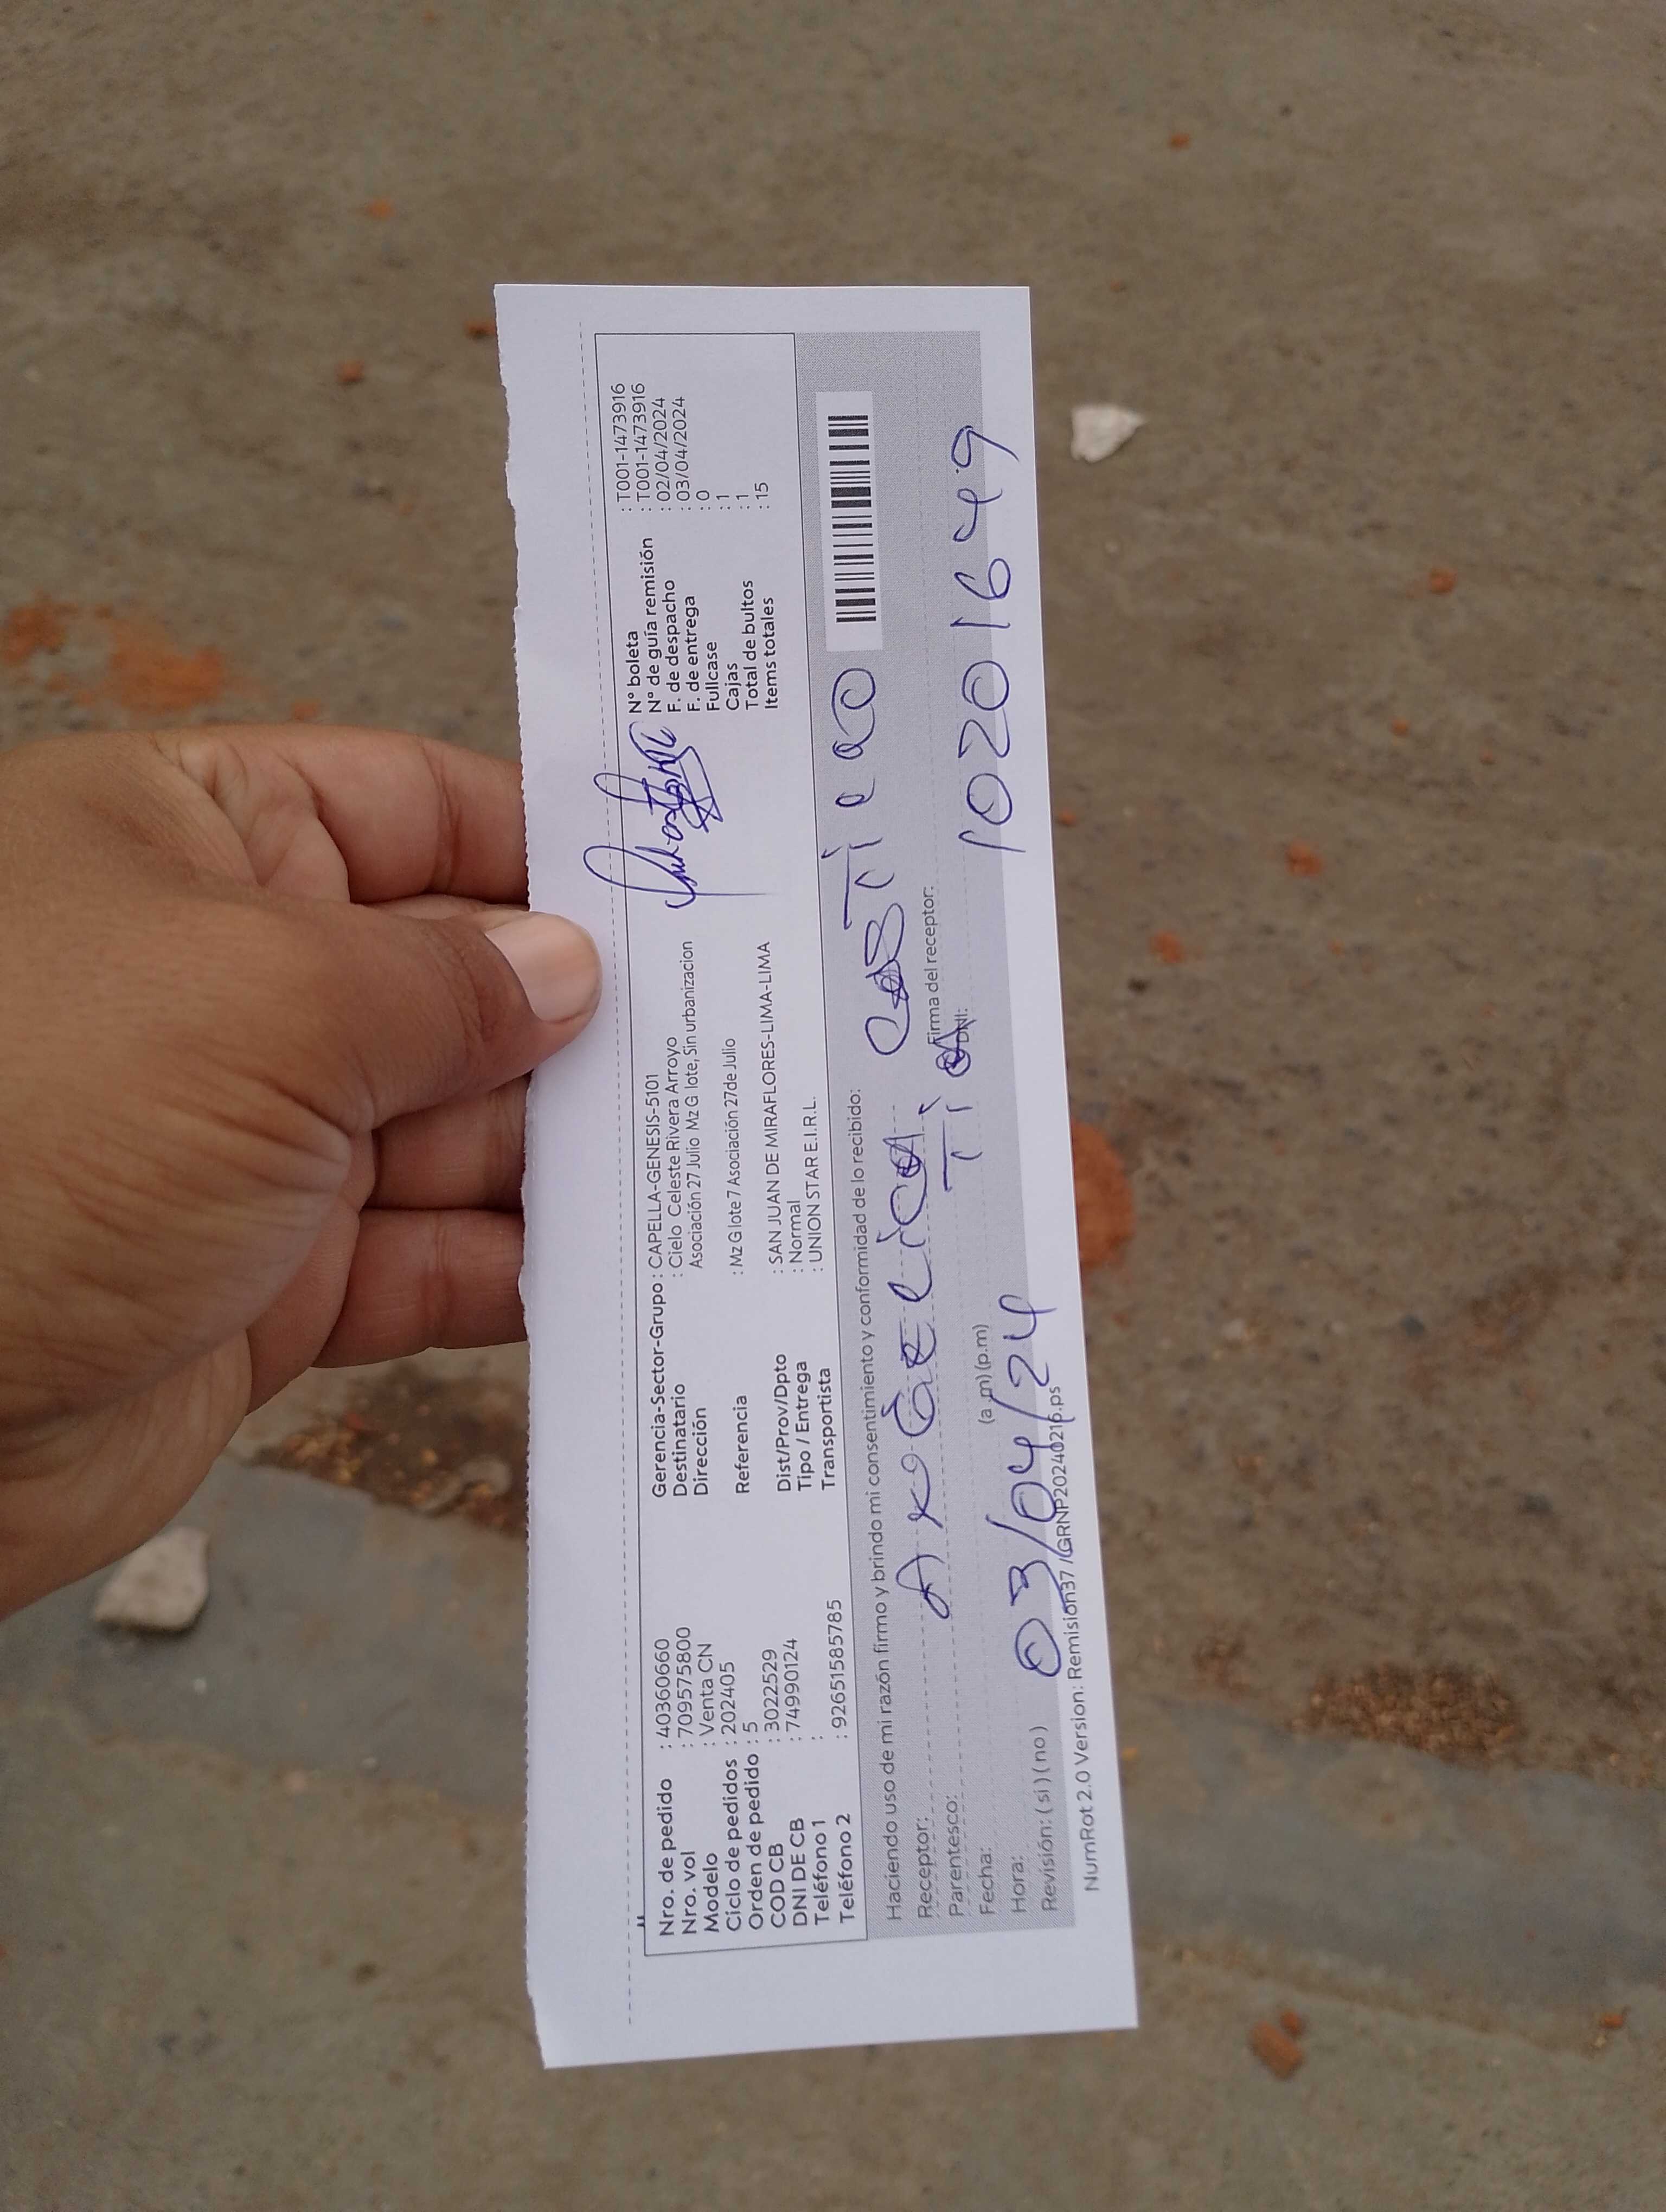 Nro. de pedido : 40360660
Nro. vol : 709575800
Modelo : Venta CN
Ciclo de pedidos : 202405
Orden de pedido : 5
COD CB : 3022529
DNI DE CB : 74990124
Teléfono 1 :
Teléfono 2 : 92651585785
Gerencia-Sector-Grupo : CAPELLA-GENESIS-5101
Destinatario : Cielo Celeste Rivera Arroyo
Dirección Asociación 27 Julio Mz G lote, Sin urbanizacion
Referencia : Mz G lote 7 Asociación 27 de Julio
Dist/Prov/Dpto : SAN JUAN DE MIRAFLORES-LIMA-LIMA
Tipo / Entrega : Normal
Transportista : UNION STAR E.I.R.L.
N° boleta : T001-1473916
N° de guía remisión : T001-1473916
F. de despacho : 02/04/2024
F. de entrega : 03/04/2024
Fullcase : 0
Cajas : 1
Total de bultos : 1
Items totales : 15
Haciendo uso de mi razón firmo y brindo mi consentimiento y conformidad de lo recibido:
Receptor:
Parentesco: Tia
Fecha: 03/04/24
Hora: (a.m) (p.m)
Revisión: ( si ) ( no )
Firma del receptor:
DNI: 10201649
NumRot 2.0 Version: Remision37 /GRNP20240216.ps